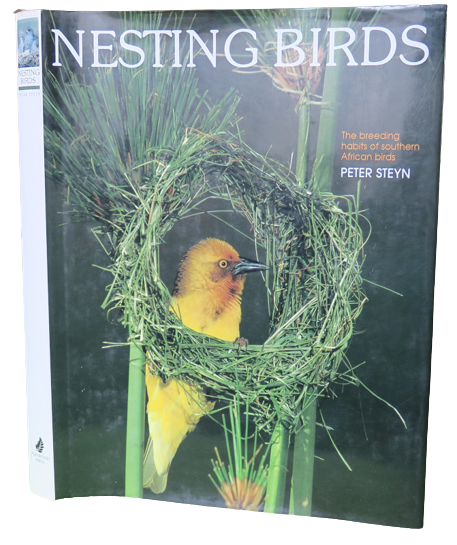 NESTING BIRDS
The breeding
habits of southern
African birds
PETER STEYN
NESTING
BIRDS